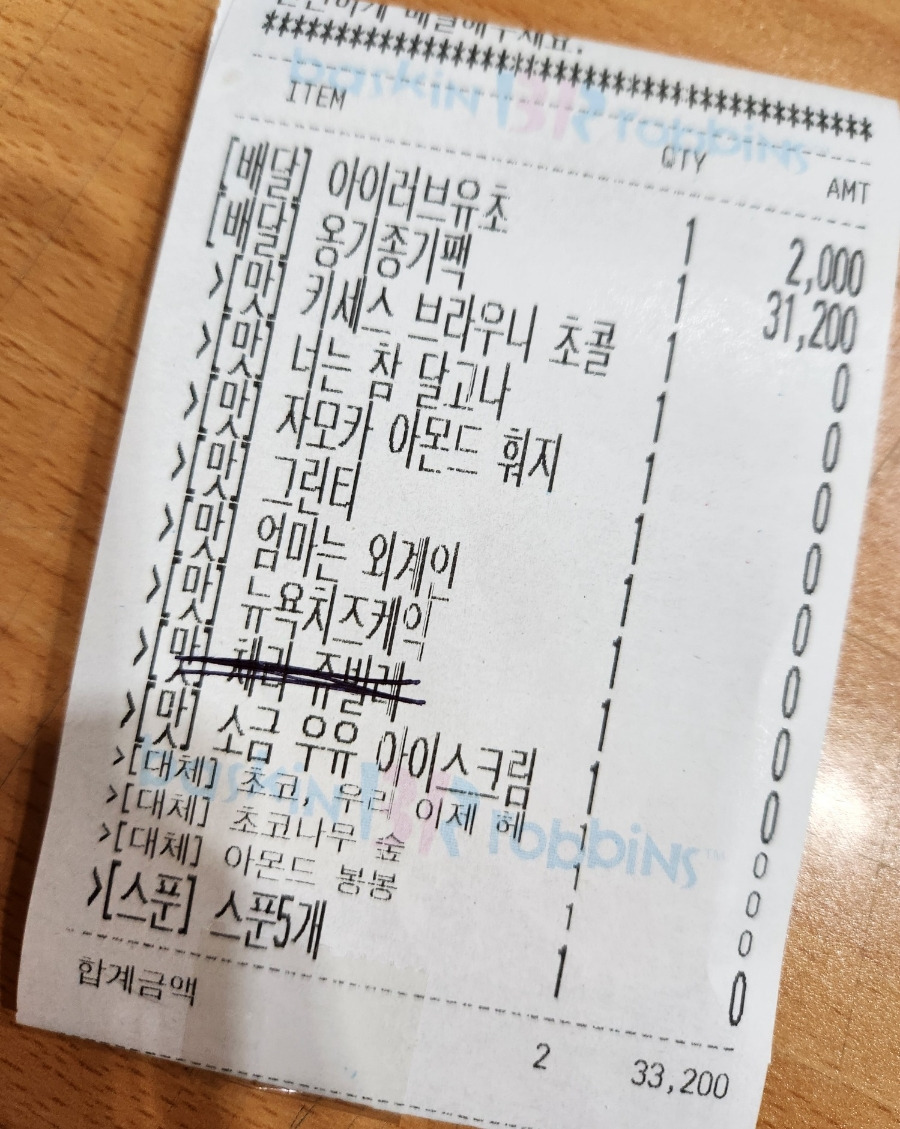 배달해주세요.
****************************************
baskin BR robbins
ITEM QTY AMT
[배달] 아이러브유초 1 2,000
[배달] 옹기종기팩 1 31,200
>[맛] 키세스 브라우니 초콜 1 0
>[맛] 너는 참 달고나 1 0
>[맛] 자모카 아몬드 훠지 1 0
>[맛] 그린티 1 0
>[맛] 엄마는 외계인 1 0
>[맛] 뉴욕치즈케익 1 0
>[맛] 체리 쥬빌레 1 0
>[맛] 소금 우유 아이스크림 1 0
>[대체] 초코, 우리 이제 헤 1 0
>[대체] 초코나무 숲 1 0
>[대체] 아몬드 봉봉 1 0
baskin BR robbins™
>[스푼] 스푼5개 1 0
합계금액 2 33,200